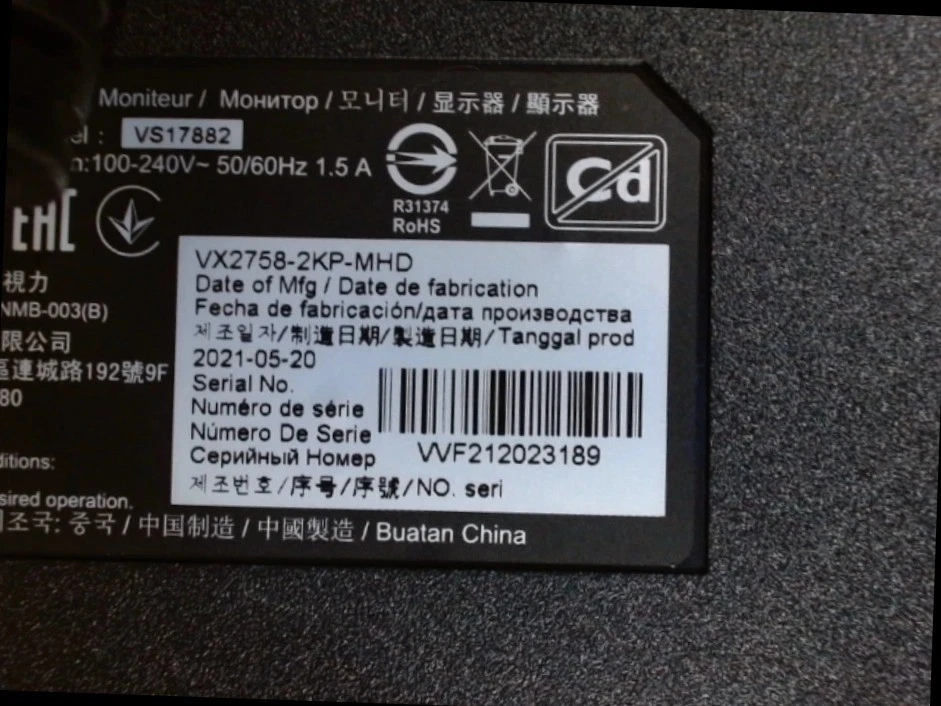 Moniteur / Монитор / 모니터 / 显示器 / 顯示器
VS17882
100-240V~ 50/60Hz 1.5 A
Cd
R31374
RoHS
EAC
視力
NMB-003(B)
限公司
連城路192號9F
80
VX2758-2KP-MHD
Date of Mfg / Date de fabrication
Fecha de fabricación/дата производства
제조일자/制造日期/製造日期/Tanggal prod
2021-05-20
Serial No.
Numéro de série
Número De Serie
Серийный Номер
VVF212023189
제조번호/序号/序號/NO. seri
operation.
중국 / 中国制造 / 中國製造 / Buatan China